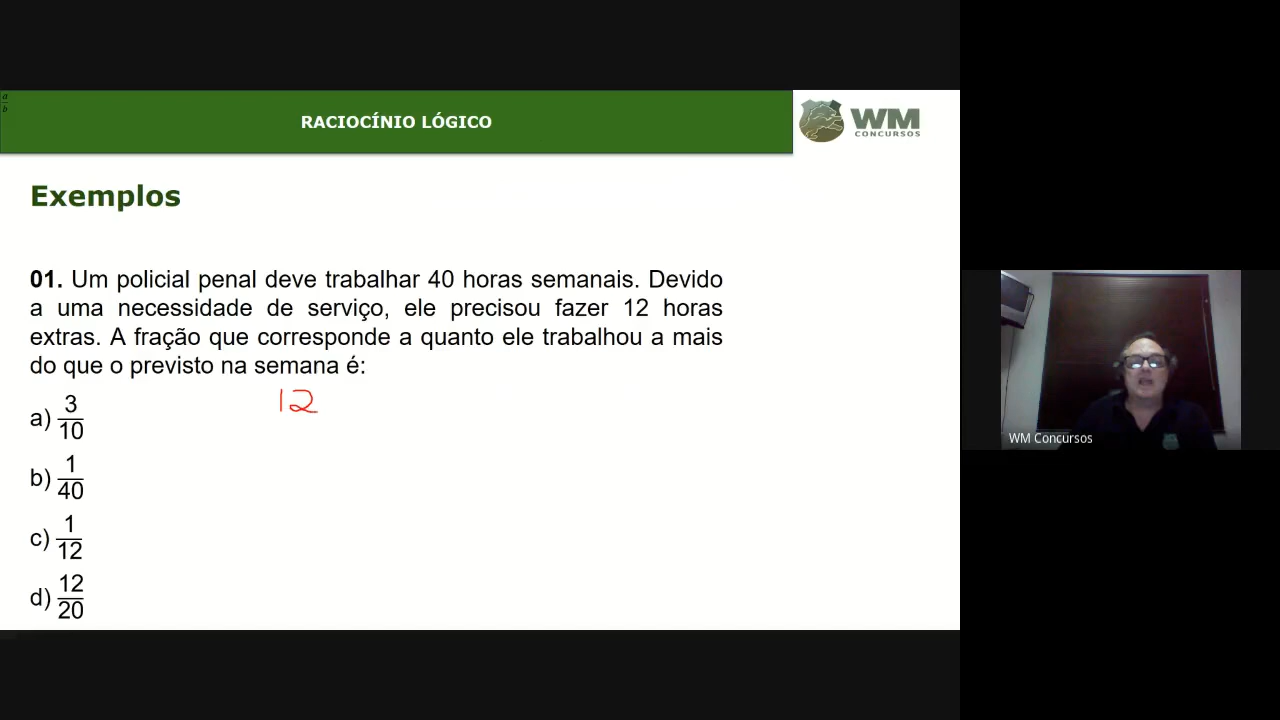 a
b
RACIOCÍNIO LÓGICO
WM
CONCURSOS
Exemplos
01. Um policial penal deve trabalhar 40 horas semanais. Devido
a uma necessidade de serviço, ele precisou fazer 12 horas
extras. A fração que corresponde a quanto ele trabalhou a mais
do que o previsto na semana é:
12
a) 3/10
b) 1/40
c) 1/12
d) 12/20
WM Concursos